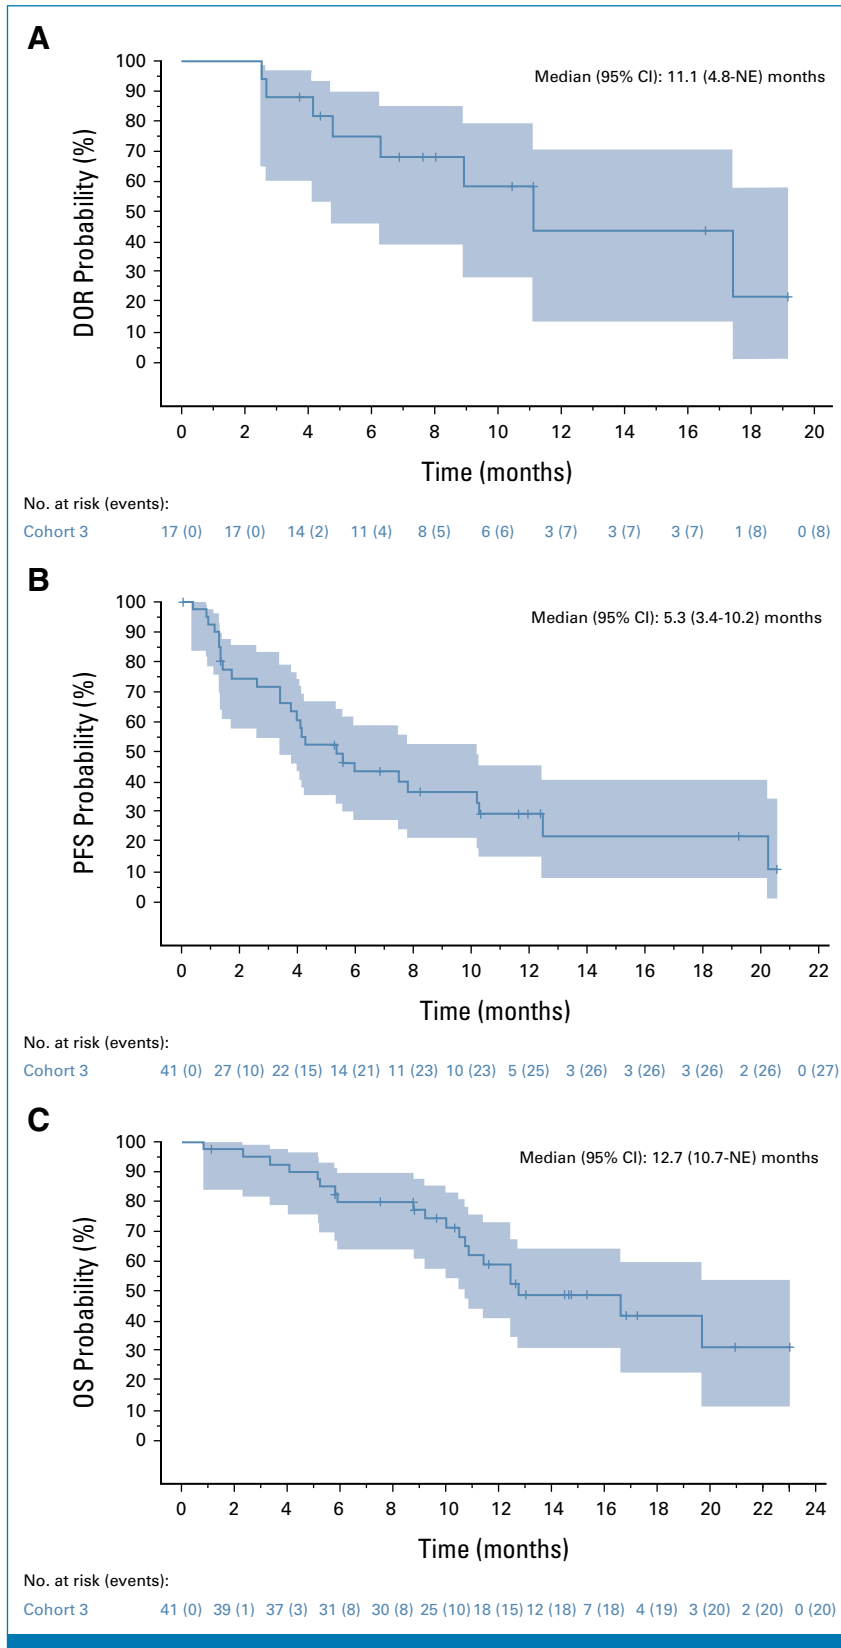 A
Median (95% CI): 11.1 (4.8-NE) months
DOR Probability (%)
100
90
80
70
60
50
40
30
20
10
0
0 2 4 6 8 10 12 14 16 18 20
Time (months)
No. at risk (events):
Cohort 3 17 (0) 17 (0) 14 (2) 11 (4) 8 (5) 6 (6) 3 (7) 3 (7) 3 (7) 1 (8) 0 (8)
B
Median (95% CI): 5.3 (3.4-10.2) months
PFS Probability (%)
100
90
80
70
60
50
40
30
20
10
0
0 2 4 6 8 10 12 14 16 18 20 22
Time (months)
No. at risk (events):
Cohort 3 41 (0) 27 (10) 22 (15) 14 (21) 11 (23) 10 (23) 5 (25) 3 (26) 3 (26) 3 (26) 2 (26) 0 (27)
C
Median (95% CI): 12.7 (10.7-NE) months
OS Probability (%)
100
90
80
70
60
50
40
30
20
10
0
0 2 4 6 8 10 12 14 16 18 20 22 24
Time (months)
No. at risk (events):
Cohort 3 41 (0) 39 (1) 37 (3) 31 (8) 30 (8) 25 (10) 18 (15) 12 (18) 7 (18) 4 (19) 3 (20) 2 (20) 0 (20)